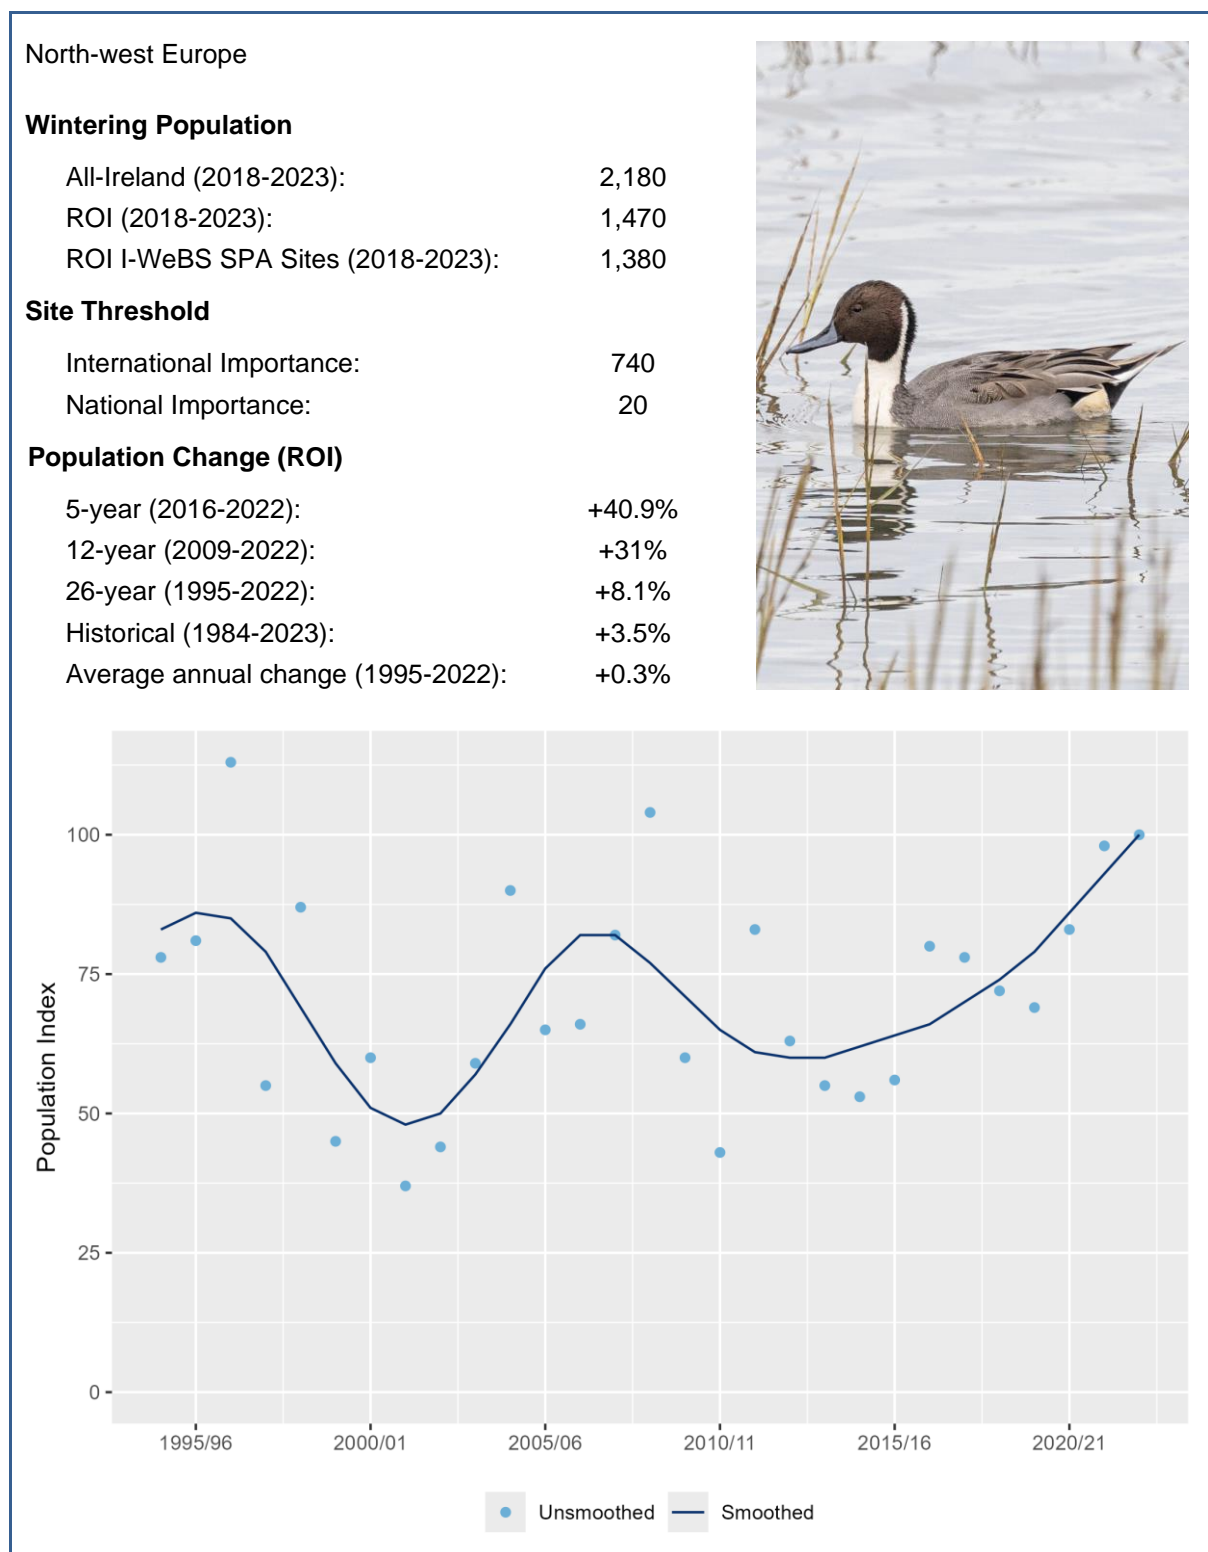 North-west Europe
Wintering Population
All-Ireland (2018-2023): 2,180
ROI (2018-2023): 1,470
ROI I-WeBS SPA Sites (2018-2023): 1,380
Site Threshold
International Importance: 740
National Importance: 20
Population Change (ROI)
5-year (2016-2022): +40.9%
12-year (2009-2022): +31%
26-year (1995-2022): +8.1%
Historical (1984-2023): +3.5%
Average annual change (1995-2022): +0.3%
Population Index
100
75
50
25
0
1995/96 2000/01 2005/06 2010/11 2015/16 2020/21
Unsmoothed Smoothed